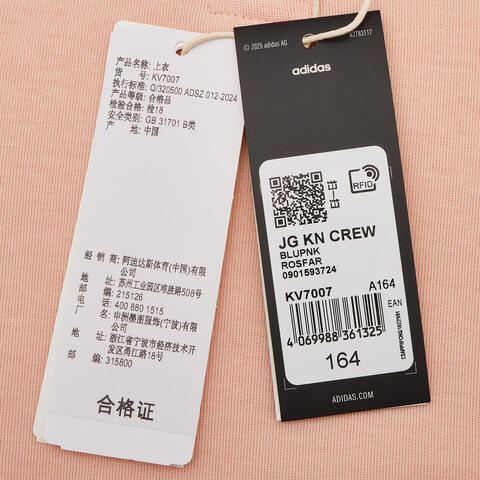 产品名称: 上衣
货 号: KV7007
执行标准: Q/320500 ADSZ 012-2024
产品等级: 合格品
检验合格: 检18
安全类别: GB 31701 B类
产 地: 中国
经 销 商: 阿迪达斯体育(中国)有限
公司
地 址: 苏州工业园区唯胜路508号
邮 编: 215126
电 话: 400 880 1515
厂 名: 申洲雅图服饰(宁波)有限
公司
地 址: 浙江省宁波市经济技术开
发区甬江路18号
邮 编: 315800
合格证
© 2025 adidas AG
62783117
adidas
RFID
JG KN CREW
BLUPNK
ROSFAR
0901593724
KV7007 A164
EAN
4 069988 361325
164
ADIDAS.COM